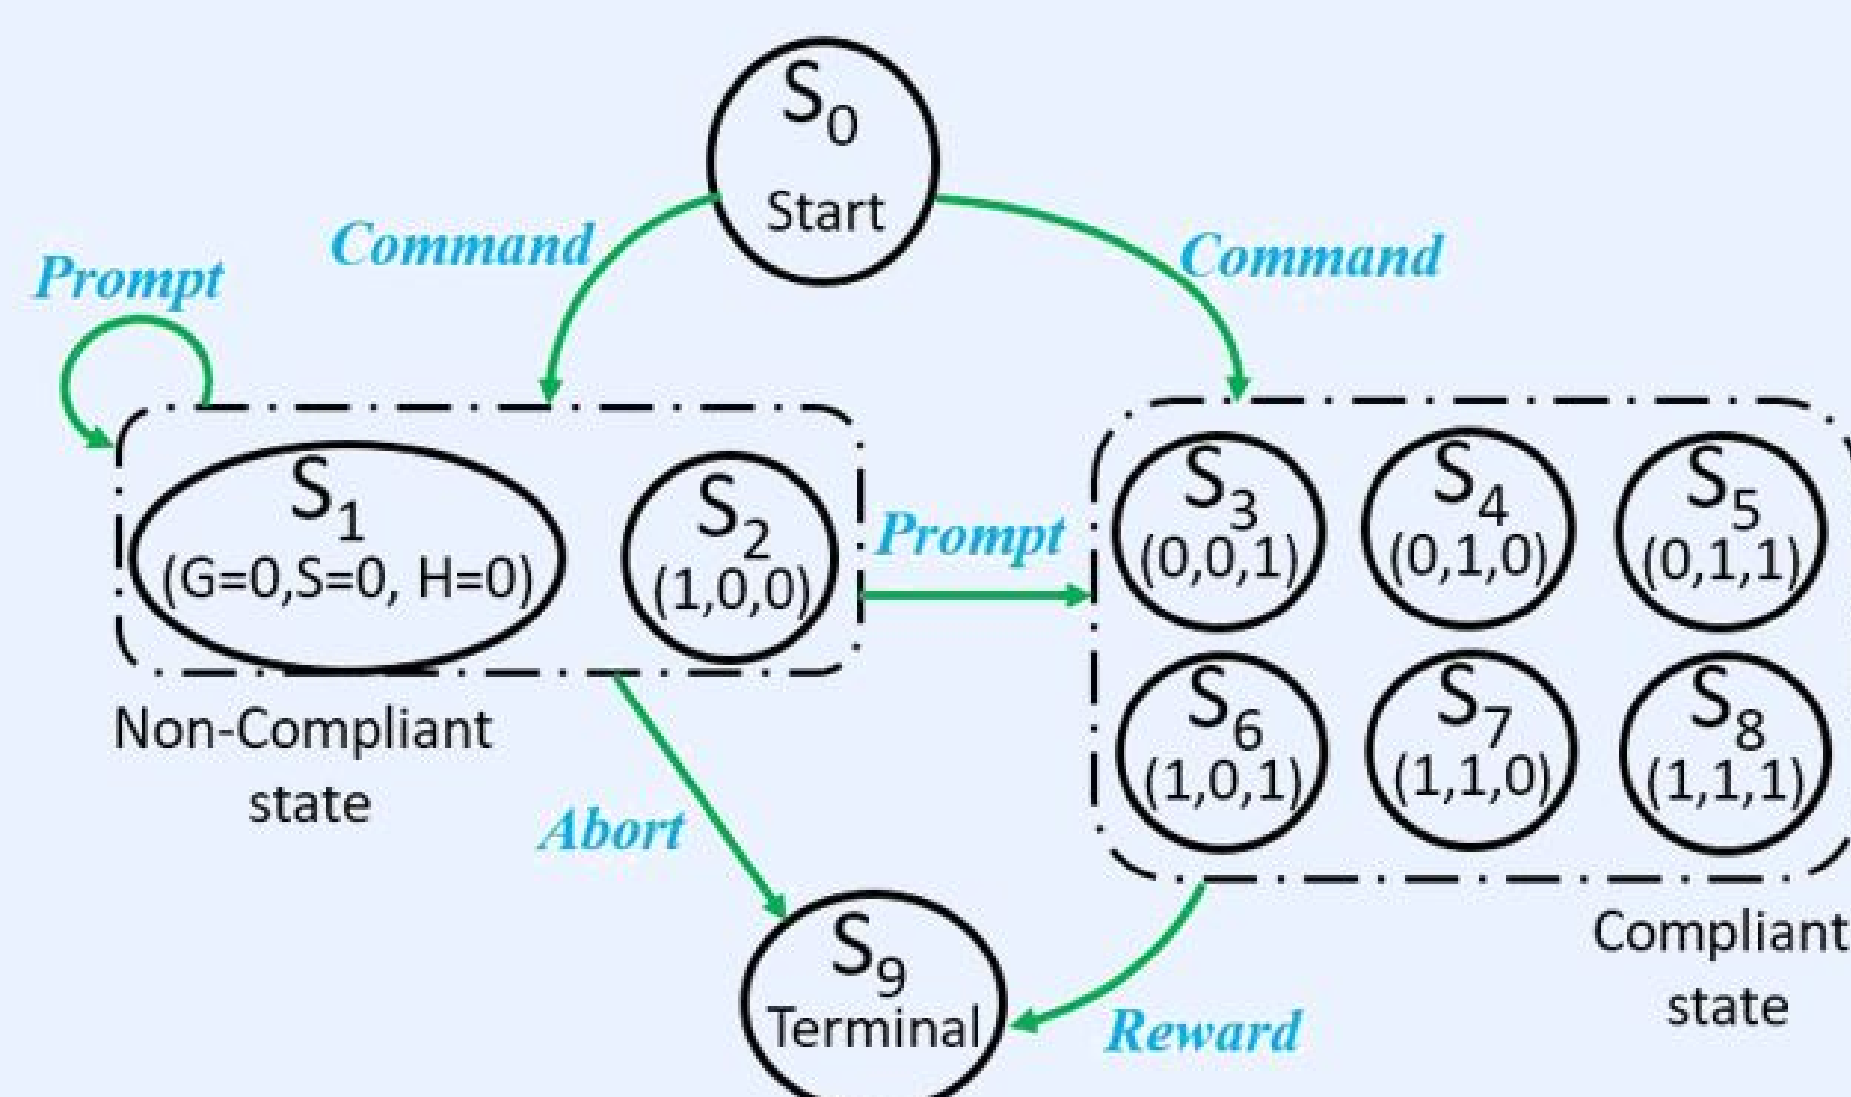 S0
Start
Command
Command
Prompt
S1
(G=0,S=0, H=0)
S2
(1,0,0)
Prompt
S3
(0,0,1)
S4
(0,1,0)
S5
(0,1,1)
S6
(1,0,1)
S7
(1,1,0)
S8
(1,1,1)
Non-Compliant
state
Abort
Compliant
state
S9
Terminal
Reward